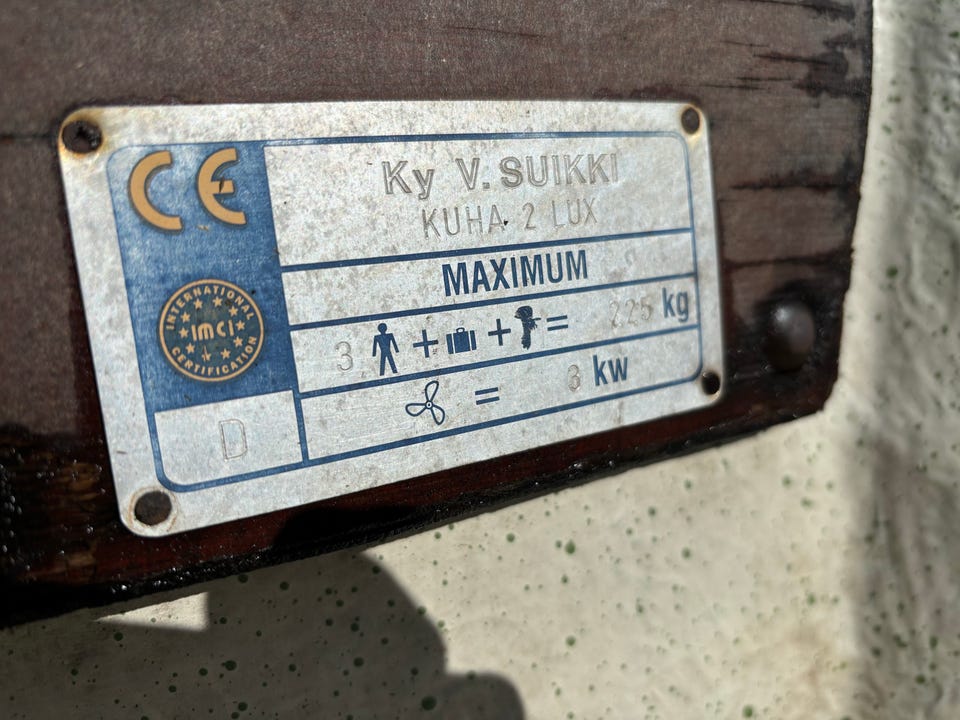 CE
Ky V. SUIKKI
KUHA 2 LUX
MAXIMUM
INTERNATIONAL
IMCI
CERTIFICATION
3 + + = 225 kg
= 3 kw
D